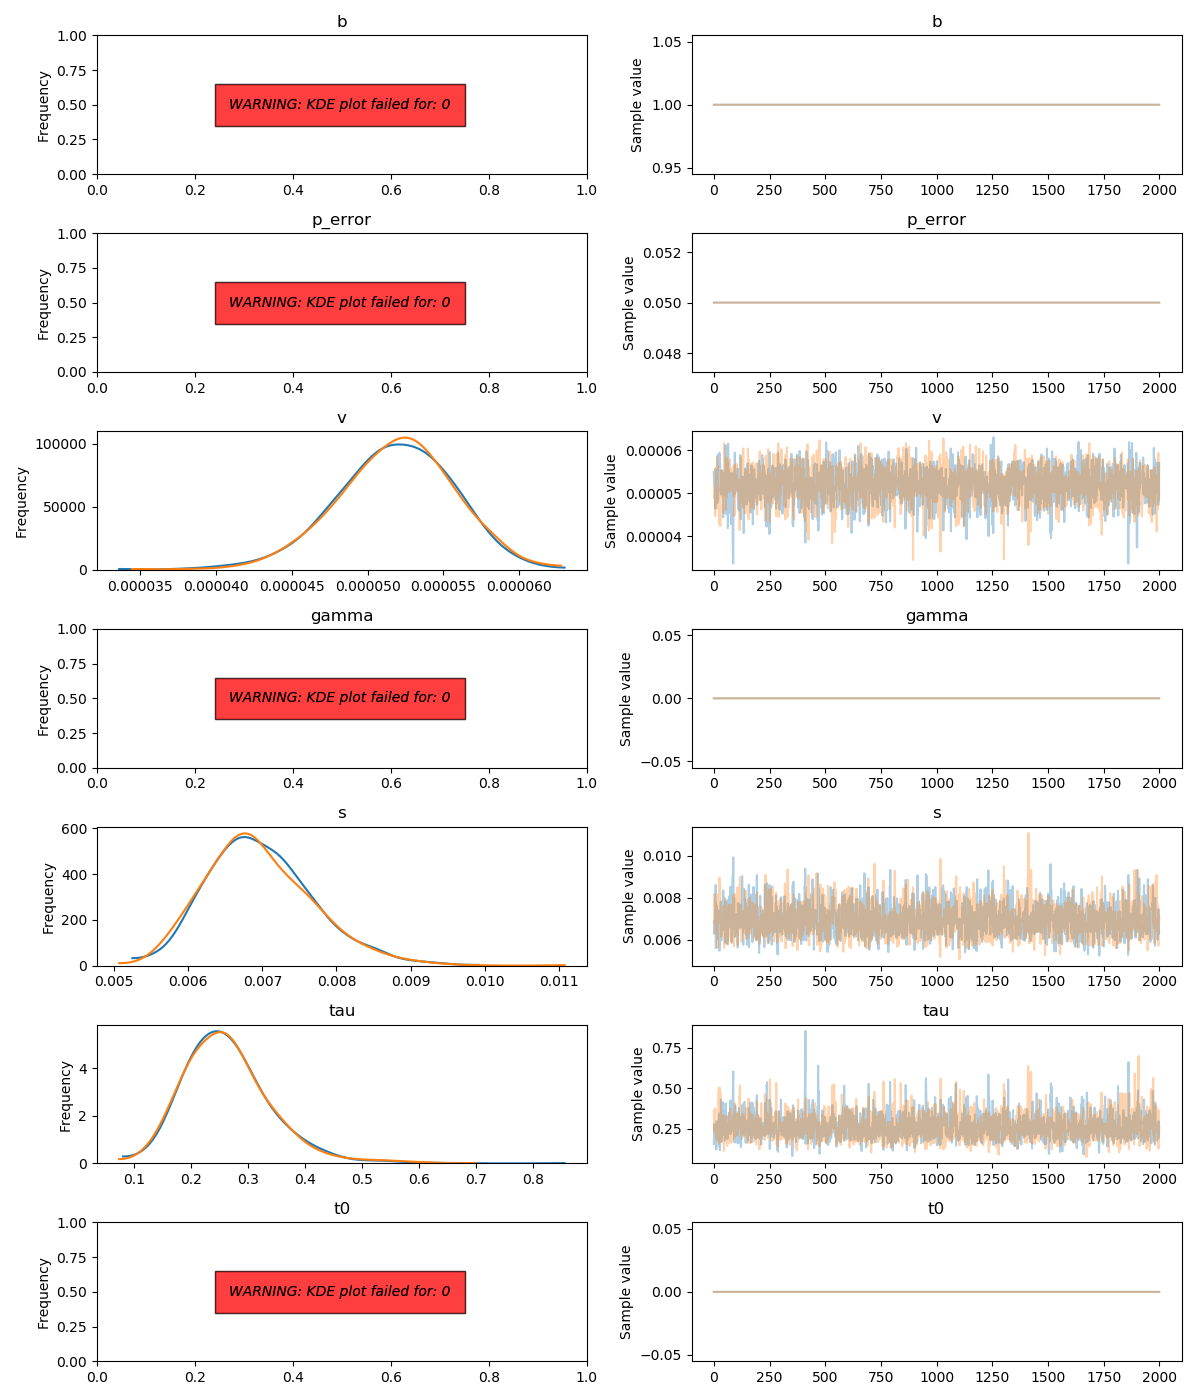 b
1.00
0.75
0.50
0.25
0.00
Frequency
WARNING: KDE plot failed for: 0
0.0 0.2 0.4 0.6 0.8 1.0
b
1.05
1.00
0.95
Sample value
0 250 500 750 1000 1250 1500 1750 2000
p_error
1.00
0.75
0.50
0.25
0.00
Frequency
WARNING: KDE plot failed for: 0
0.0 0.2 0.4 0.6 0.8 1.0
p_error
0.052
0.050
0.048
Sample value
0 250 500 750 1000 1250 1500 1750 2000
v
100000
50000
0
Frequency
0.000035 0.000040 0.000045 0.000050 0.000055 0.000060
v
0.00006
0.00005
0.00004
Sample value
0 250 500 750 1000 1250 1500 1750 2000
gamma
1.00
0.75
0.50
0.25
0.00
Frequency
WARNING: KDE plot failed for: 0
0.0 0.2 0.4 0.6 0.8 1.0
gamma
0.05
0.00
−0.05
Sample value
0 250 500 750 1000 1250 1500 1750 2000
s
600
400
200
0
Frequency
0.005 0.006 0.007 0.008 0.009 0.010 0.011
s
0.010
0.008
0.006
Sample value
0 250 500 750 1000 1250 1500 1750 2000
tau
4
2
0
Frequency
0.1 0.2 0.3 0.4 0.5 0.6 0.7 0.8
tau
0.75
0.50
0.25
Sample value
0 250 500 750 1000 1250 1500 1750 2000
t0
1.00
0.75
0.50
0.25
0.00
Frequency
WARNING: KDE plot failed for: 0
0.0 0.2 0.4 0.6 0.8 1.0
t0
0.05
0.00
−0.05
Sample value
0 250 500 750 1000 1250 1500 1750 2000